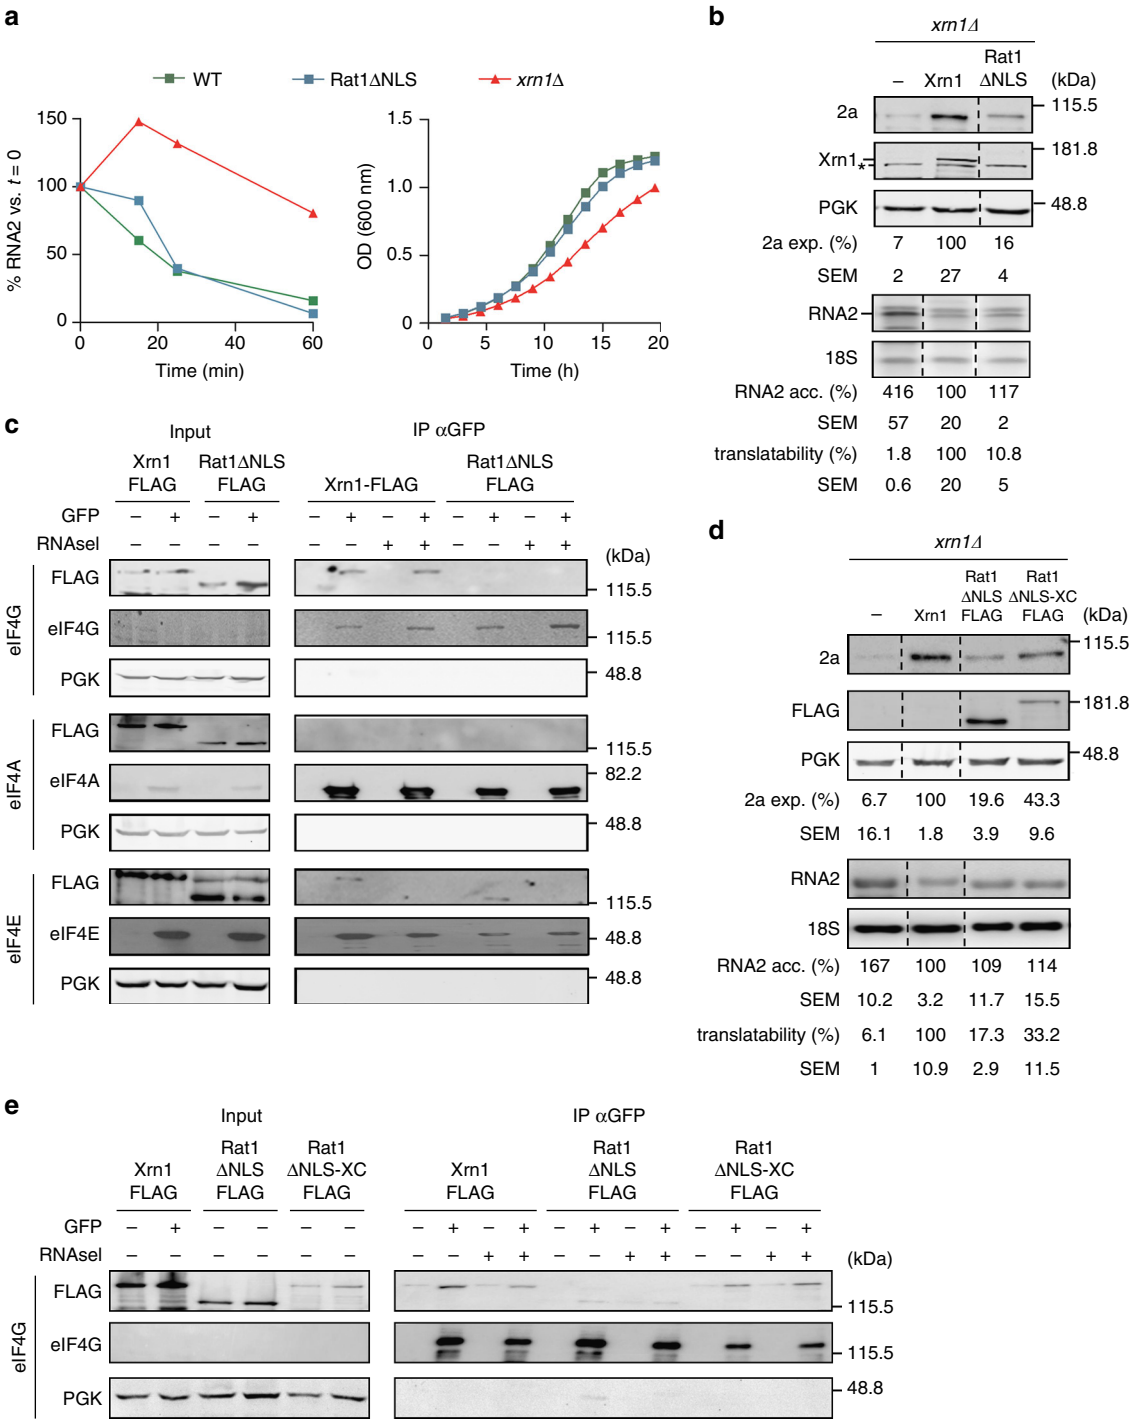 a
WT Rat1ΔNLS xrn1Δ
% RNA2 vs. t = 0
150
100
50
0
0 20 40 60
Time (min)
OD (600 nm)
1.5
1.0
0.5
0
0 5 10 15 20
Time (h)
b
xrn1Δ
Rat1
– Xrn1 ΔNLS (kDa)
2a 115.5
Xrn1 181.8
*
PGK 48.8
2a exp. (%) 7 100 16
SEM 2 27 4
RNA2
18S
RNA2 acc. (%) 416 100 117
SEM 57 20 2
translatability (%) 1.8 100 10.8
SEM 0.6 20 5
c
Input IP αGFP
Xrn1 Rat1ΔNLS Rat1ΔNLS
FLAG FLAG Xrn1-FLAG FLAG
GFP – + – + – + – + – + – +
RNAseI – – – – – – + + – – + +
(kDa)
eIF4G
FLAG 115.5
eIF4G 115.5
PGK 48.8
eIF4A
FLAG 115.5
eIF4A 82.2
PGK 48.8
eIF4E
FLAG 115.5
eIF4E 48.8
PGK 48.8
d
xrn1Δ
Rat1 Rat1
ΔNLS ΔNLS-XC
– Xrn1 FLAG FLAG (kDa)
2a 115.5
FLAG 181.8
PGK 48.8
2a exp. (%) 6.7 100 19.6 43.3
SEM 16.1 1.8 3.9 9.6
RNA2
18S
RNA2 acc. (%) 167 100 109 114
SEM 10.2 3.2 11.7 15.5
translatability (%) 6.1 100 17.3 33.2
SEM 1 10.9 2.9 11.5
e
Input IP αGFP
Rat1 Rat1 Rat1 Rat1
Xrn1 ΔNLS ΔNLS-XC Xrn1 ΔNLS ΔNLS-XC
FLAG FLAG FLAG FLAG FLAG FLAG
GFP – + – – – – – + – + – + – + – + – +
RNAseI – – – – – – – – + + – – + + – – + + (kDa)
eIF4G
FLAG 115.5
eIF4G 115.5
PGK 48.8